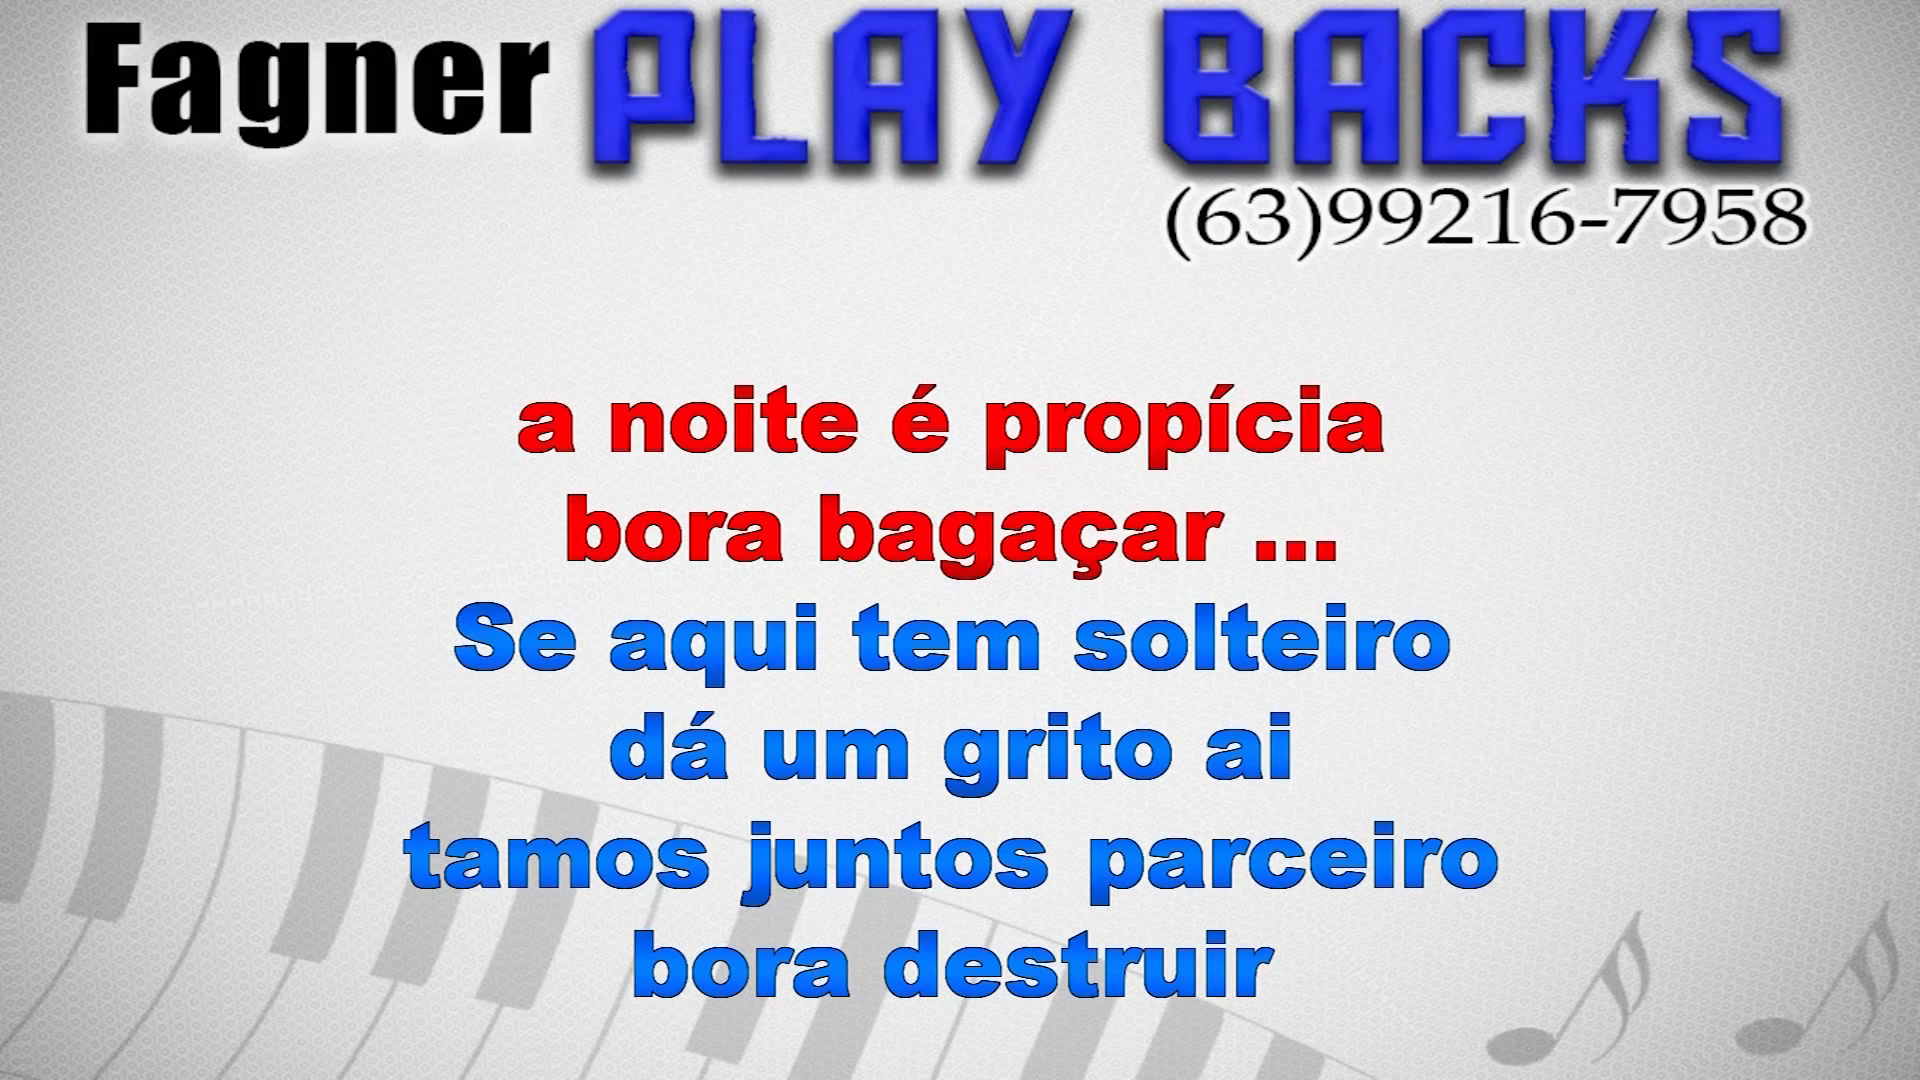 Fagner PLAY BACKS
(63)99216-7958
a noite é propícia
bora bagaçar ...
Se aqui tem solteiro
dá um grito ai
tamos juntos parceiro
bora destruir